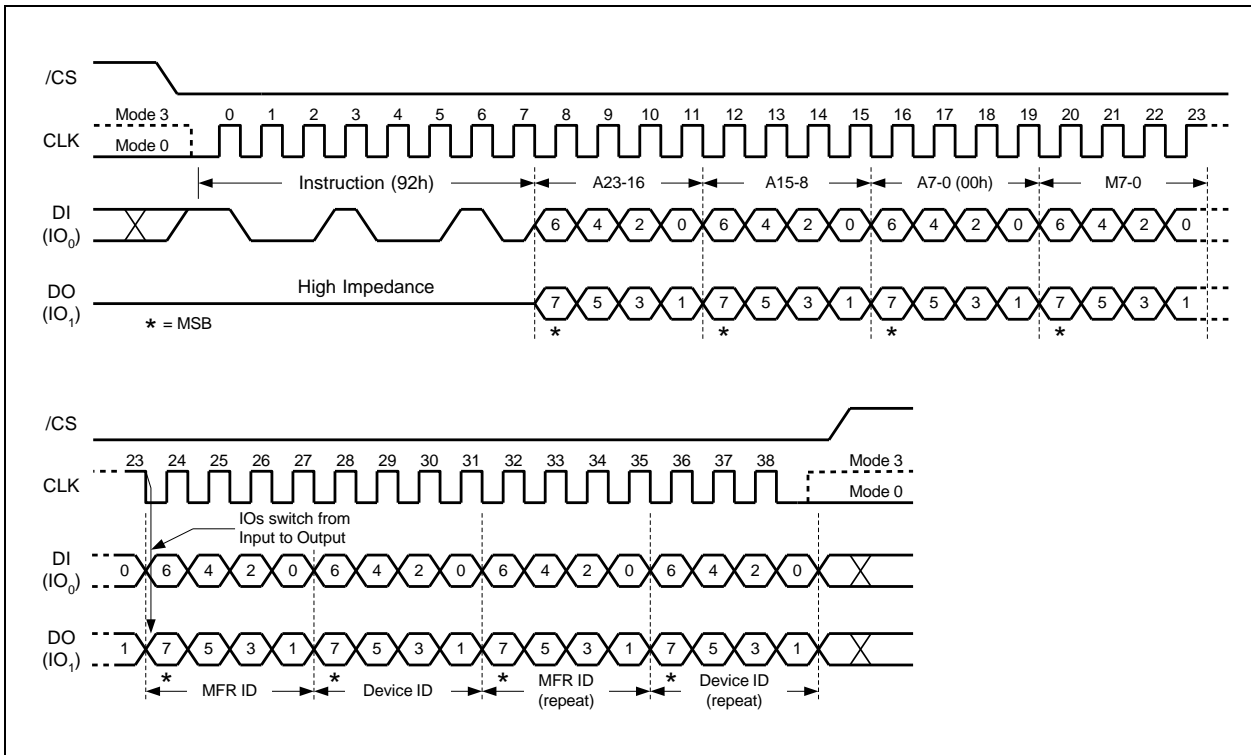 /CS
Mode 3 0 1 2 3 4 5 6 7 8 9 10 11 12 13 14 15 16 17 18 19 20 21 22 23
CLK
Mode 0
Instruction (92h) A23-16 A15-8 A7-0 (00h) M7-0
DI
(IO0) 6 4 2 0 6 4 2 0 6 4 2 0 6 4 2 0
High Impedance
DO
(IO1) 7 5 3 1 7 5 3 1 7 5 3 1 7 5 3 1
* = MSB * * * *
/CS
23 24 25 26 27 28 29 30 31 32 33 34 35 36 37 38 Mode 3
CLK
Mode 0
IOs switch from
Input to Output
DI
(IO0) 0 6 4 2 0 6 4 2 0 6 4 2 0 6 4 2 0
DO
(IO1) 1 7 5 3 1 7 5 3 1 7 5 3 1 7 5 3 1
* * * *
MFR ID Device ID MFR ID
(repeat) Device ID
(repeat)